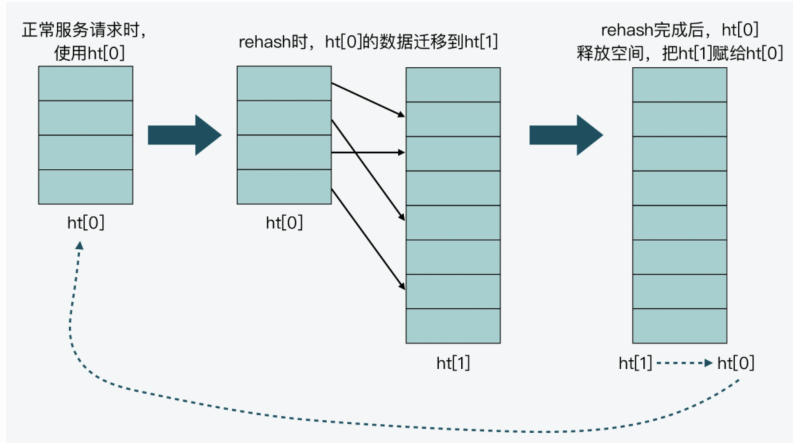 正常服务请求时，
使用ht[0]
rehash时，ht[0]的数据迁移到ht[1]
rehash完成后，ht[0]
释放空间，把ht[1]赋给ht[0]
ht[0]
ht[0]
ht[1]
ht[1]
ht[0]